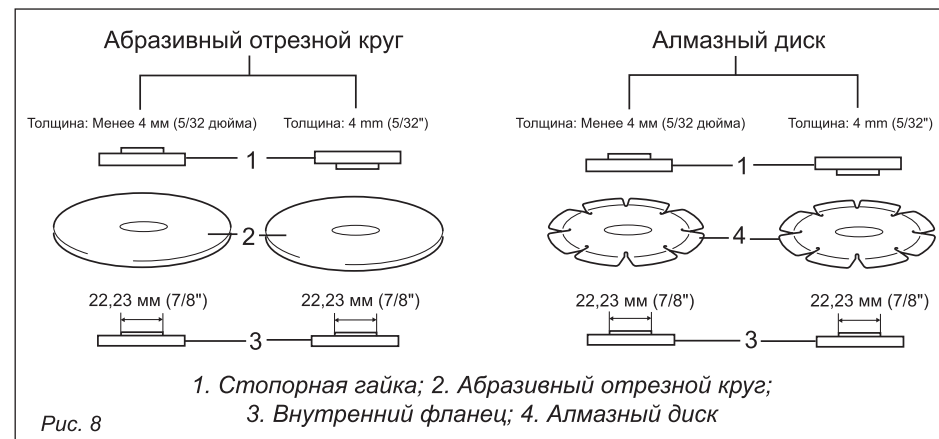 Абразивный отрезной круг
Алмазный диск
Толщина: Менее 4 мм (5/32 дюйма)
Толщина: 4 mm (5/32")
Толщина: Менее 4 мм (5/32 дюйма)
Толщина: 4 mm (5/32")
1
1
2
4
22,23 мм (7/8")
22,23 мм (7/8")
22,23 мм (7/8")
22,23 мм (7/8")
3
3
1. Стопорная гайка; 2. Абразивный отрезной круг;
3. Внутренний фланец; 4. Алмазный диск
Рис. 8